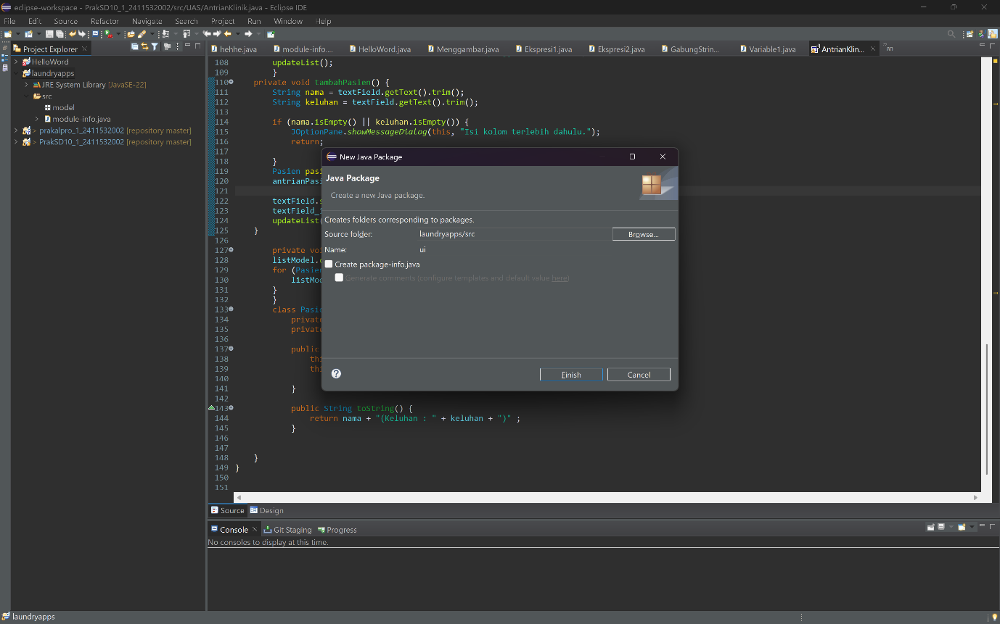 eclipse-workspace - PrakSD10_1_2411532002/src/UAS/AntrianKlinik.java - Eclipse IDE
File Edit Source Refactor Navigate Search Project Run Window Help
Project Explorer
HelloWord
laundryapps
JRE System Library [JavaSE-22]
src
model
module-info.java
> prakalpro_1_2411532002 [repository master]
> PrakSD10_1_2411532002 [repository master]
hehhe.java module-info.... HelloWord.java Menggambar.java Ekspresi1.java Ekspresi2.java GabungStrin... Variable1.java AntrianKlin...
108 updateList();
109 }
110 private void tambahPasien() {
111 String nama = textField.getText().trim();
112 String keluhan = textField.getText().trim();
113
114 if (nama.isEmpty() || keluhan.isEmpty()) {
115 JOptionPane.showMessageDialog(this, "Isi kolom terlebih dahulu.");
116 return;
117
118 }
119 Pasien pasi
120 antrianPasi
121
122 textField.s
123 textField_1
124 updateList(
125 }
126
127 private voi
128 listModel.c
129 for (Pasien
130 listMod
131 }
132 }
133 class Pasie
134 private
135 private
136
137 public
138 thi
139 thi
140
141 }
142
143 public String toString() {
144 return nama + "(Keluhan : " + keluhan + ")" ;
145 }
146
147
148 }
149 }
150
151
New Java Package
Java Package
Create a new Java package.
Creates folders corresponding to packages.
Source folder: laundryapps/src Browse...
Name: ui
Create package-info.java
Generate comments (configure templates and default value here)
Finish Cancel
Source Design
Console Git Staging Progress
No consoles to display at this time.
laundryapps